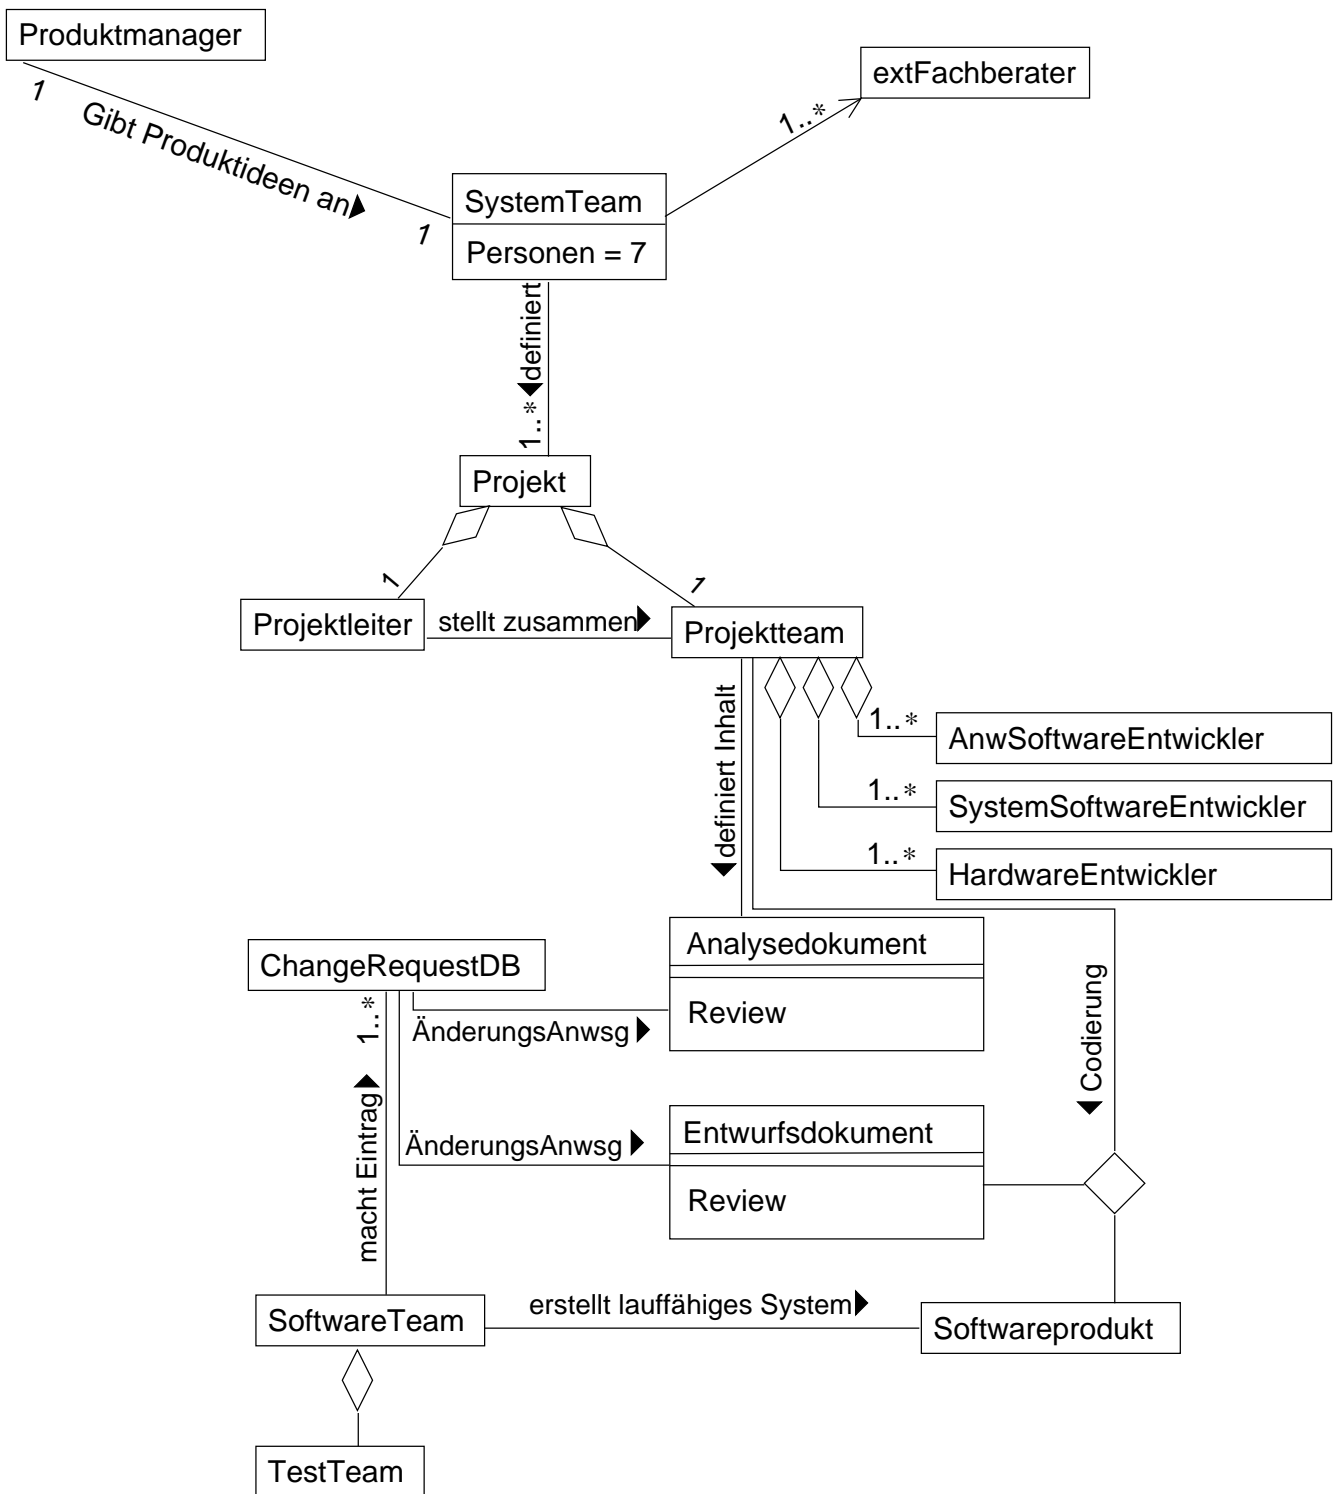 Produktmanager
extFachberater
1
1..*
Gibt Produktideen an
SystemTeam
1
Personen = 7
definiert
1..*
Projekt
1
1
Projektleiter
stellt zusammen
Projektteam
definiert Inhalt
1..*
AnwSoftwareEntwickler
1..*
SystemSoftwareEntwickler
1..*
HardwareEntwickler
Analysedokument
ChangeRequestDB
1..*
Review
ÄnderungsAnwsg
Codierung
macht Eintrag
Entwurfsdokument
ÄnderungsAnwsg
Review
erstellt lauffähiges System
SoftwareTeam
Softwareprodukt
TestTeam